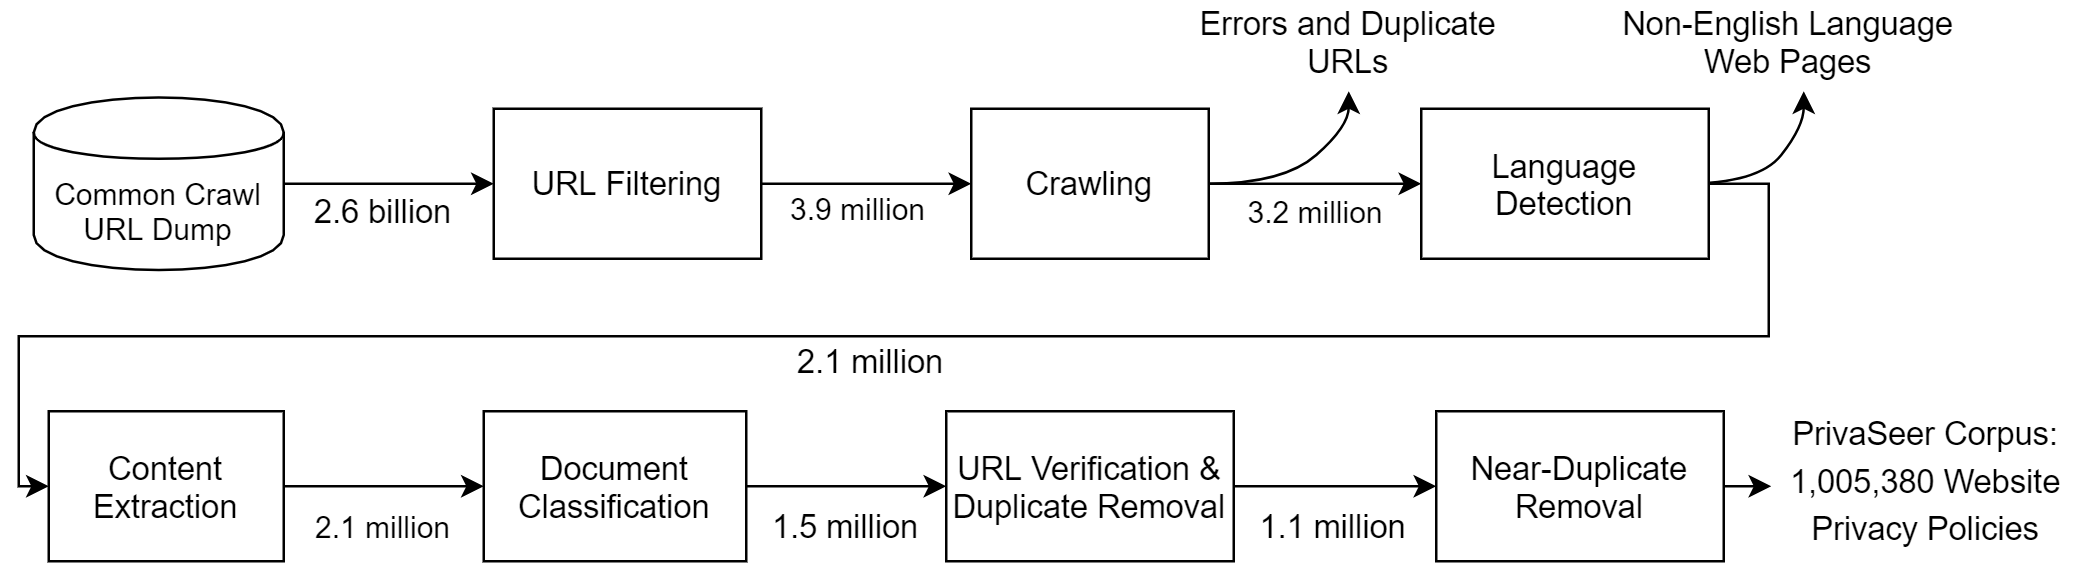 Errors and Duplicate
URLs
Non-English Language
Web Pages
Common Crawl
URL Dump
2.6 billion
URL Filtering
3.9 million
Crawling
3.2 million
Language
Detection
2.1 million
Content
Extraction
2.1 million
Document
Classification
1.5 million
URL Verification &
Duplicate Removal
1.1 million
Near-Duplicate
Removal
PrivaSeer Corpus:
1,005,380 Website
Privacy Policies